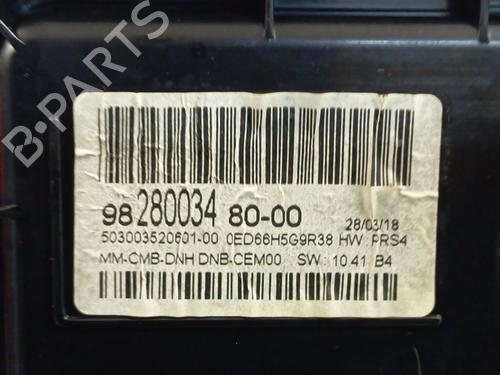 B-PARTS
98 280034 80-00
28/03/18
503003520601-00 0ED66H5G9R38 HW: PRS4
MM-CMB-DNH DNB-CEM00 SW: 10.41 B4